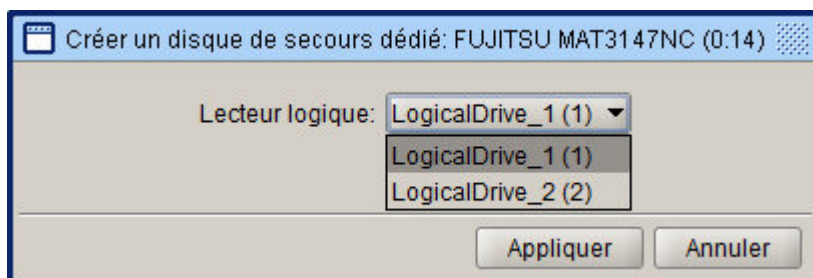 Créer un disque de secours dédié: FUJITSU MAT3147NC (0:14)
Lecteur logique: LogicalDrive_1 (1)
LogicalDrive_1 (1)
LogicalDrive_2 (2)
Appliquer Annuler